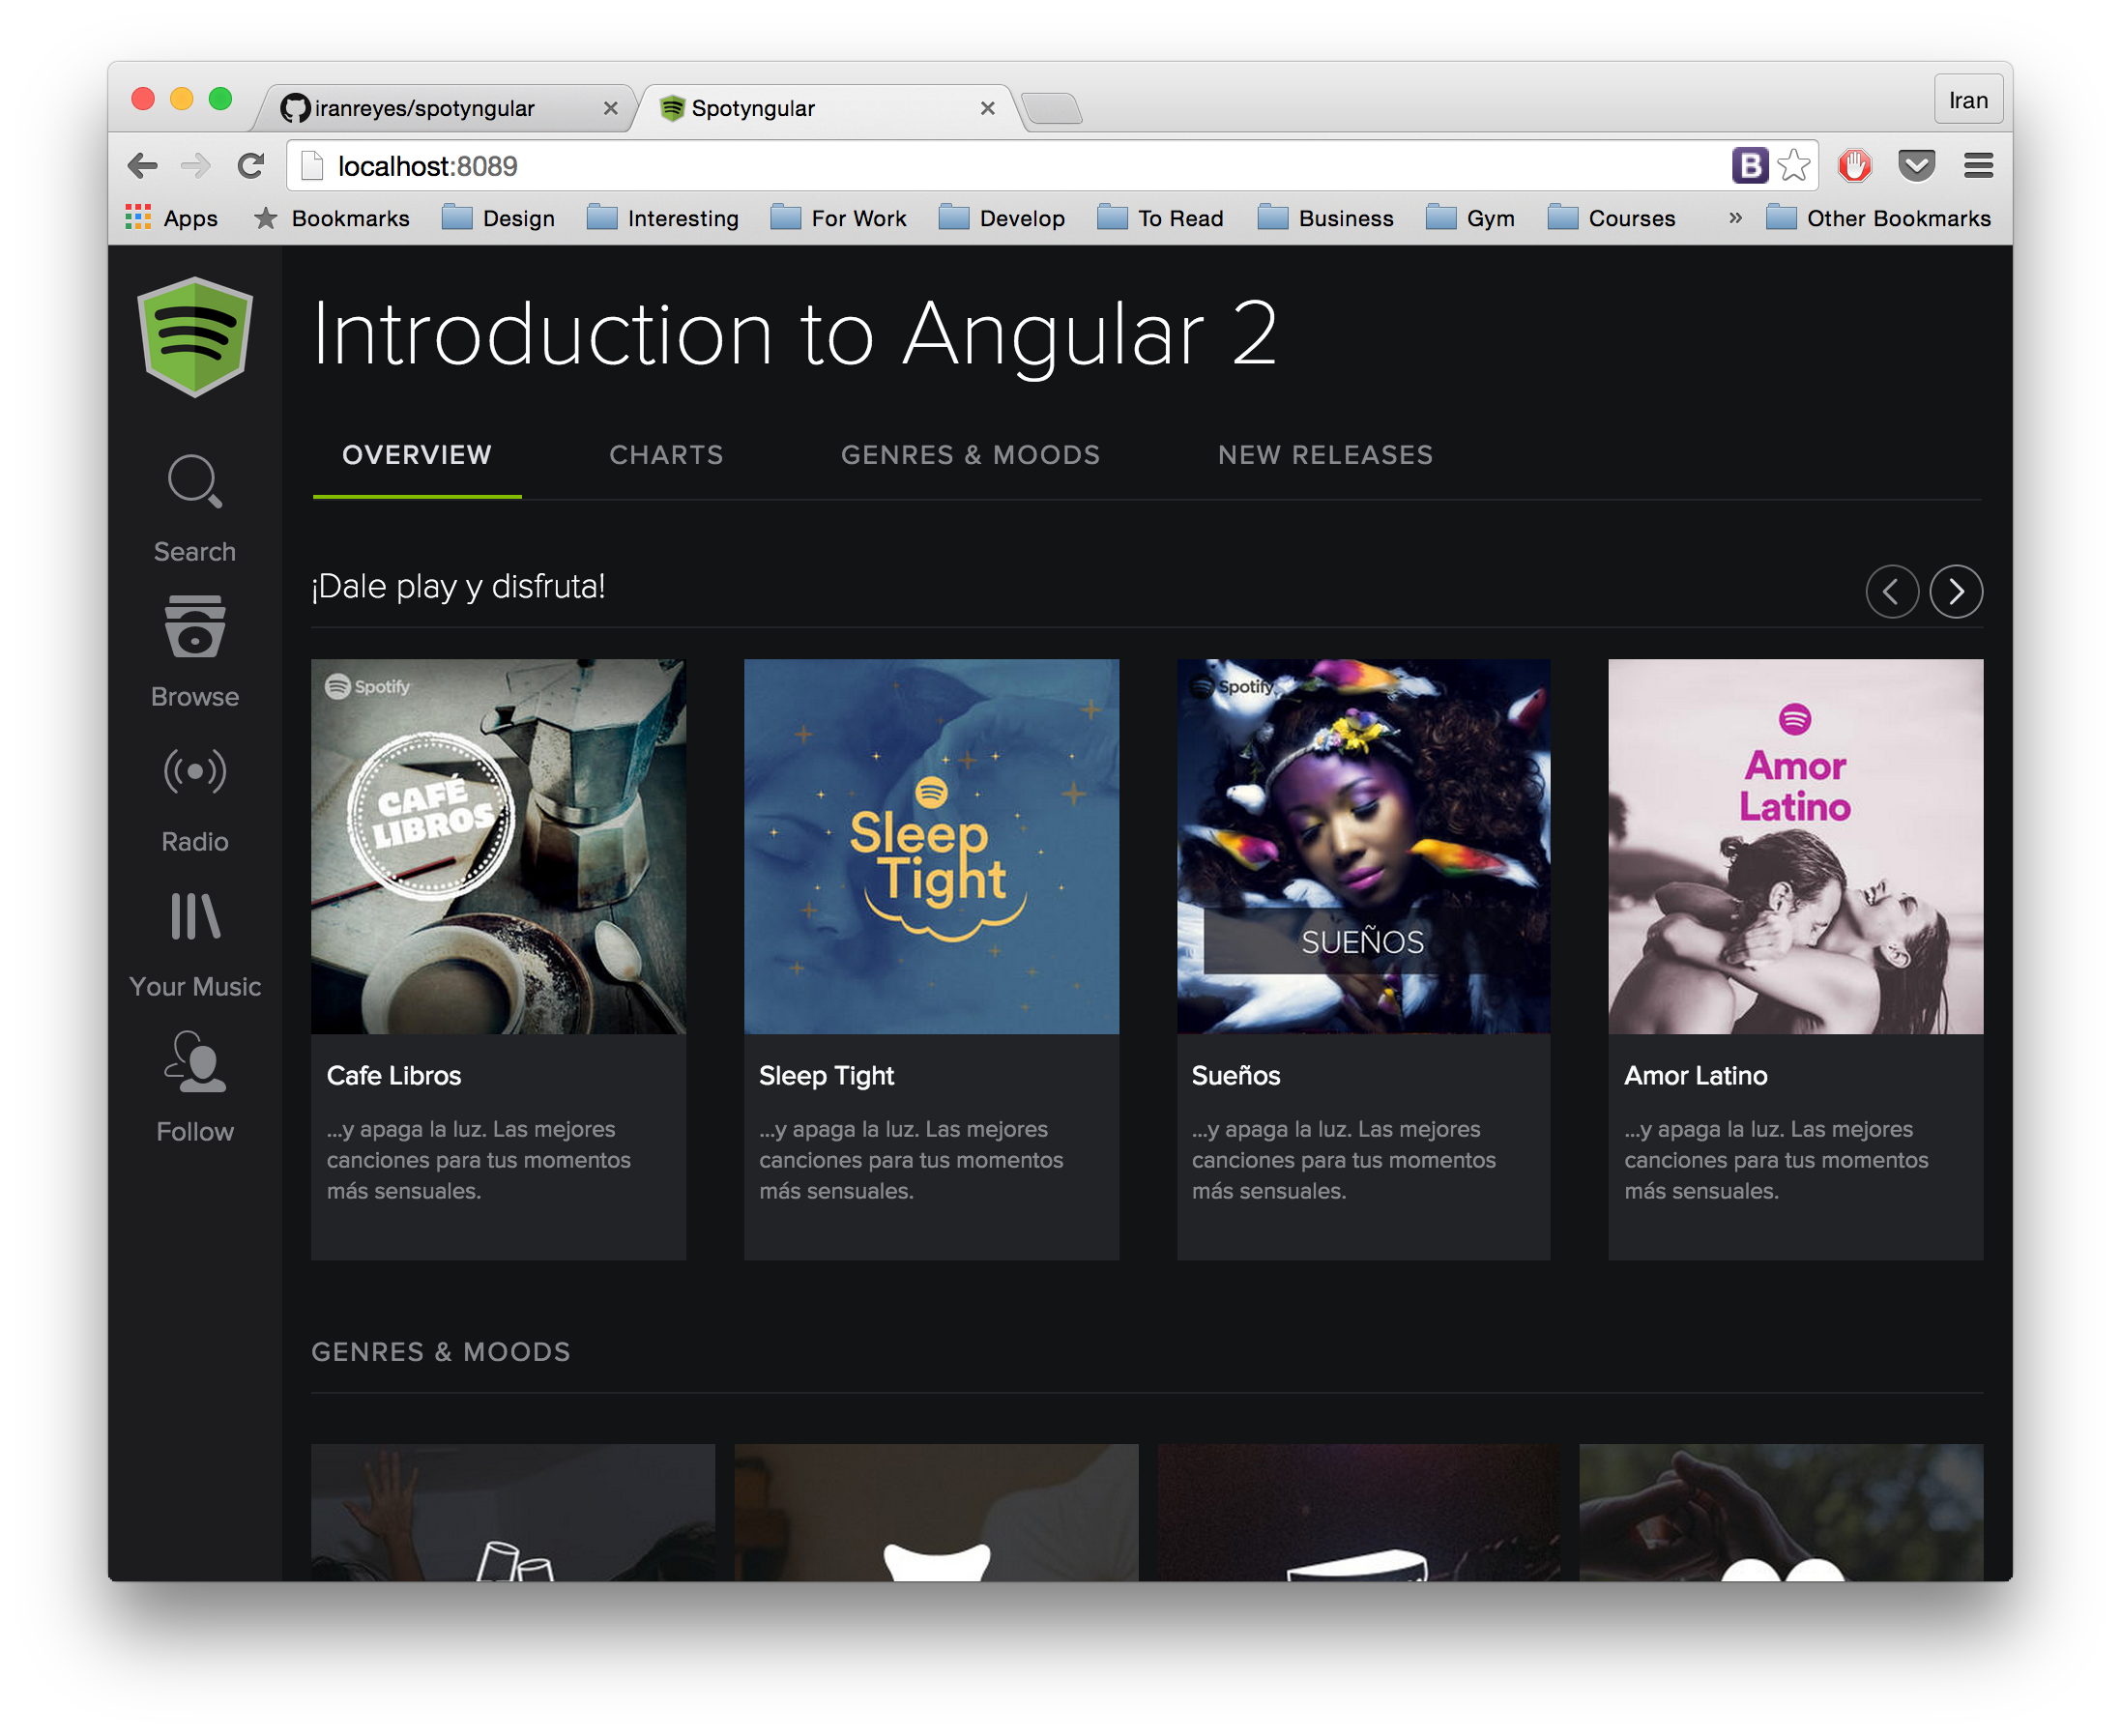 iranreyes/spotyngular
Spotyngular
Iran
localhost:8089
B
Apps
Bookmarks
Design
Interesting
For Work
Develop
To Read
Business
Gym
Courses
»
Other Bookmarks
Introduction to Angular 2
OVERVIEW
CHARTS
GENRES & MOODS
NEW RELEASES
Search
Browse
Radio
Your Music
Follow
¡Dale play y disfruta!
Spotify
CAFÉ
LIBROS
Sleep
Tight
Spotify
SUEÑOS
Amor
Latino
Cafe Libros
...y apaga la luz. Las mejores
canciones para tus momentos
más sensuales.
Sleep Tight
...y apaga la luz. Las mejores
canciones para tus momentos
más sensuales.
Sueños
...y apaga la luz. Las mejores
canciones para tus momentos
más sensuales.
Amor Latino
...y apaga la luz. Las mejores
canciones para tus momentos
más sensuales.
GENRES & MOODS